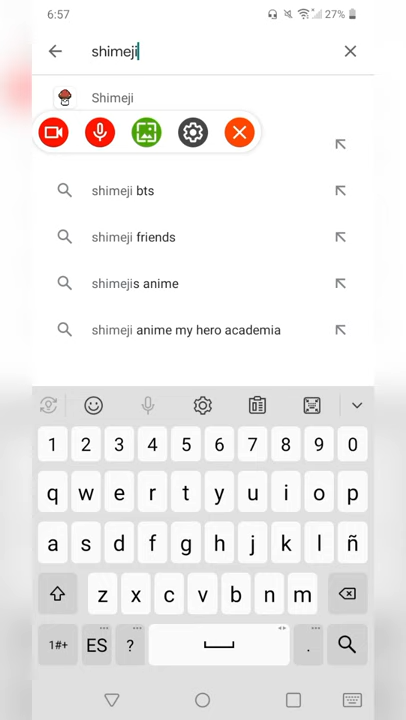 6:57 27%
shimeji
Shimeji
shimeji bts
shimeji friends
shimejis anime
shimeji anime my hero academia
1 2 3 4 5 6 7 8 9 0
q w e r t y u i o p
a s d f g h j k l ñ
z x c v b n m
1#+ ES ? .